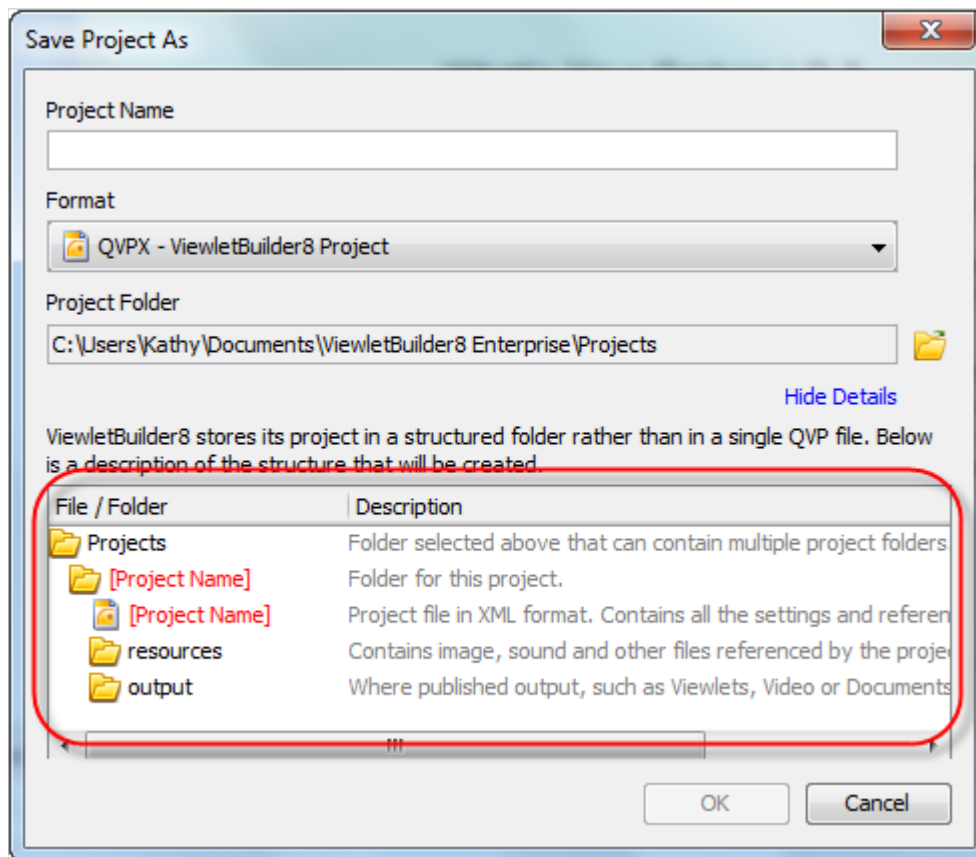 Save Project As
Project Name
Format
QVPX - ViewletBuilder8 Project
Project Folder
C:\Users\Kathy\Documents\ViewletBuilder8 Enterprise\Projects
Hide Details
ViewletBuilder8 stores its project in a structured folder rather than in a single QVP file. Below
is a description of the structure that will be created.
File / Folder Description
Projects Folder selected above that can contain multiple project folders
[Project Name] Folder for this project.
[Project Name] Project file in XML format. Contains all the settings and referen
resources Contains image, sound and other files referenced by the proje
output Where published output, such as Viewlets, Video or Documents
OK Cancel